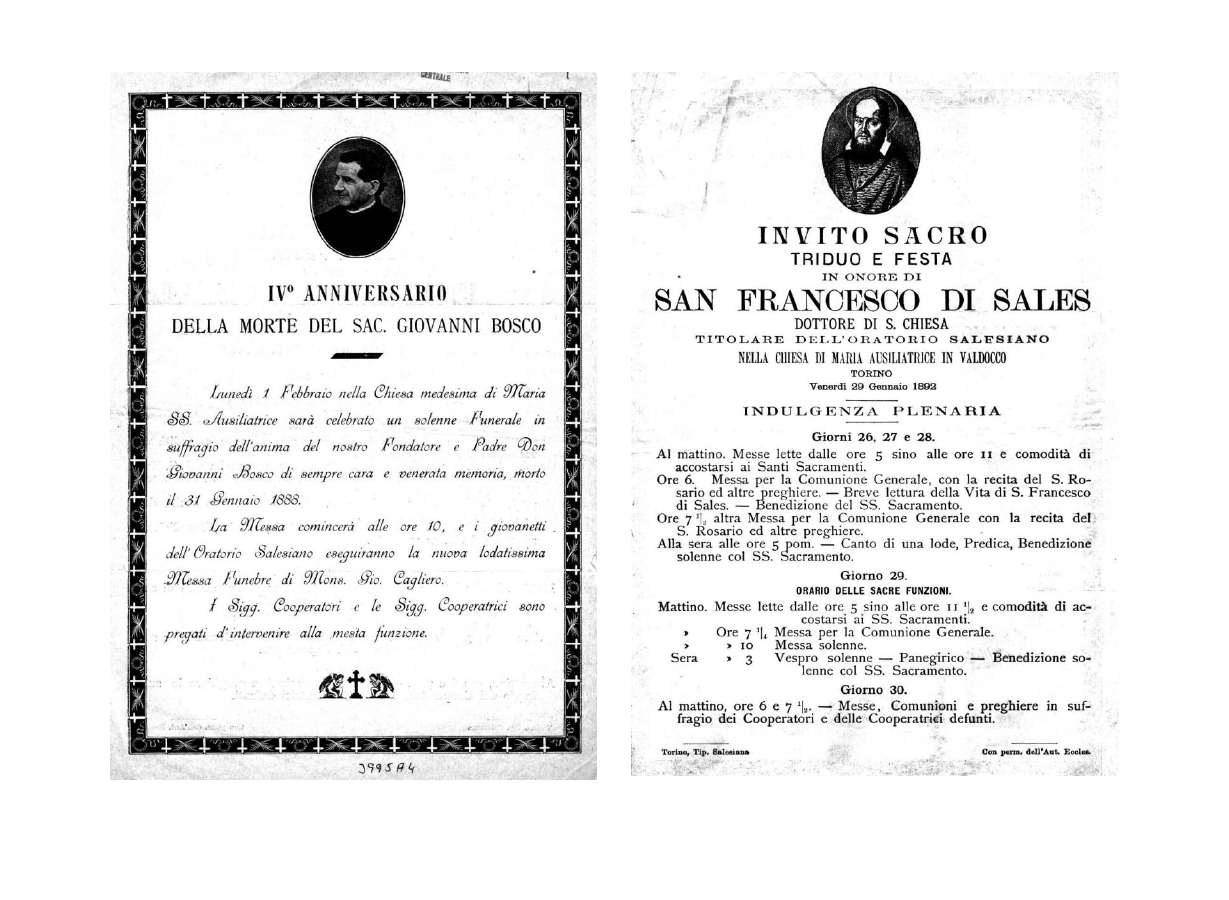 CENTRALE
IVº ANNIVERSARIO
DELLA MORTE DEL SAC. GIOVANNI BOSCO
Lunedì 1 Febbraio nella Chiesa medesima di Maria
SS. Ausiliatrice sarà celebrato un solenne Funerale in
suffragio dell'anima del nostro Fondatore e Padre Don
Giovanni Bosco di sempre cara e venerata memoria, morto
il 31 Gennaio 1888.
La Messa comincerà alle ore 10, e i giovanetti
dell'Oratorio Salesiano eseguiranno la nuova lodatissima
Messa Funebre di Mons. Gio. Cagliero.
I Sigg. Cooperatori e le Sigg. Cooperatrici sono
pregati d'intervenire alla mesta funzione.
3995A4
INVITO SACRO
TRIDUO E FESTA
IN ONORE DI
SAN FRANCESCO DI SALES
DOTTORE DI S. CHIESA
TITOLARE DELL'ORATORIO SALESIANO
NELLA CHIESA DI MARIA AUSILIATRICE IN VALDOCCO
TORINO
Venerdì 29 Gennaio 1892
INDULGENZA PLENARIA
Giorni 26, 27 e 28.
Al mattino. Messe lette dalle ore 5 sino alle ore 11 e comodità di
accostarsi ai Santi Sacramenti.
Ore 6. Messa per la Comunione Generale, con la recita del S. Ro-
sario ed altre preghiere. — Breve lettura della Vita di S. Francesco
di Sales. — Benedizione del SS. Sacramento.
Ore 7 1/2 altra Messa per la Comunione Generale con la recita del
S. Rosario ed altre preghiere.
Alla sera alle ore 5 pom. — Canto di una lode, Predica, Benedizione
solenne col SS. Sacramento.
Giorno 29.
ORARIO DELLE SACRE FUNZIONI.
Mattino. Messe lette dalle ore 5 sino alle ore 11 1/2 e comodità di ac-
costarsi ai SS. Sacramenti.
» Ore 7 1/4 Messa per la Comunione Generale.
» » 10 Messa solenne.
Sera » 3 Vespro solenne — Panegirico — Benedizione so-
lenne col SS. Sacramento.
Giorno 30.
Al mattino, ore 6 e 7 1/2. — Messe, Comunioni e preghiere in suf-
fragio dei Cooperatori e delle Cooperatrici defunti.
Torino, Tip. Salesiana
Con perm. dell'Aut. Eccles.